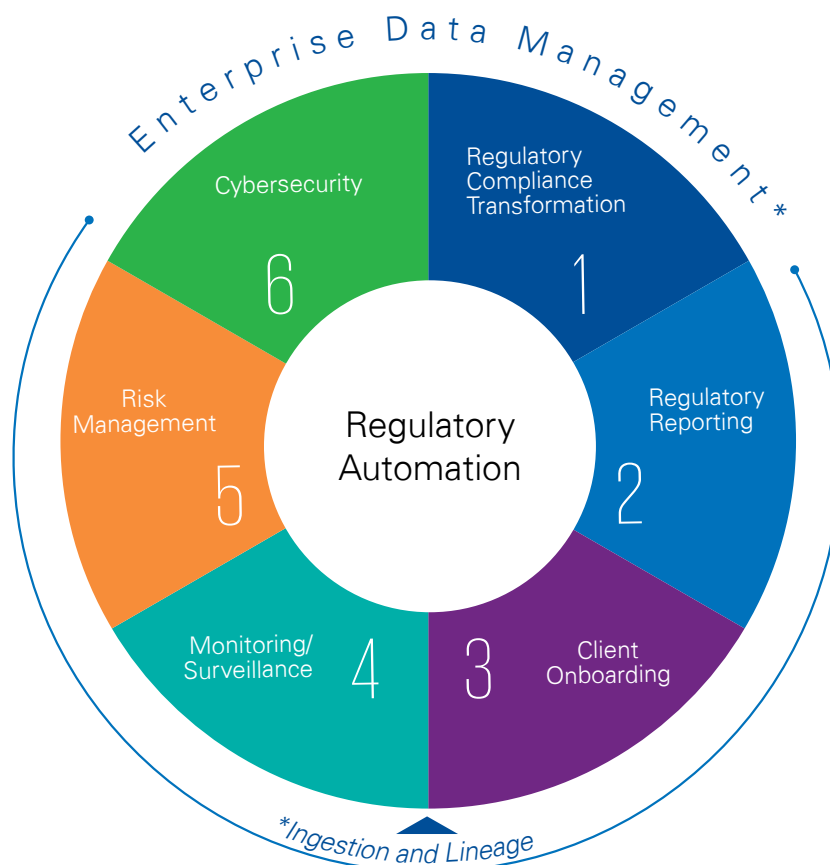 Enterprise Data Management*
Regulatory
Compliance
Transformation
1
Regulatory
Reporting
2
Client
Onboarding
3
Monitoring/
Surveillance
4
Risk
Management
5
Cybersecurity
6
Regulatory
Automation
*Ingestion and Lineage